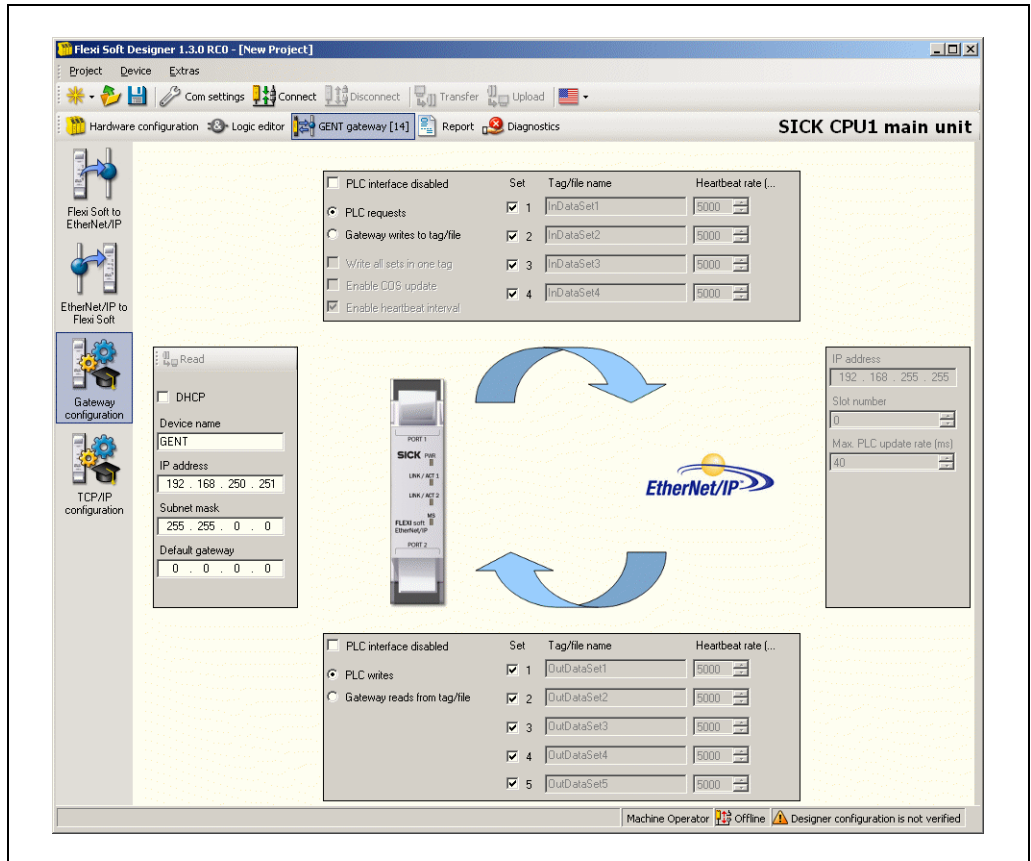 Flexi Soft Designer 1.3.0 RC0 - [New Project]
Project Device Extras
Com settings Connect Disconnect Transfer Upload
Hardware configuration Logic editor GENT gateway [14] Report Diagnostics SICK CPU1 main unit
Flexi Soft to
EtherNet/IP
EtherNet/IP to
Flexi Soft
Gateway
configuration
TCP/IP
configuration
PLC interface disabled Set Tag/file name Heartbeat rate (...
PLC requests 1 InDataSet1 5000
Gateway writes to tag/file 2 InDataSet2 5000
Write all sets in one tag 3 InDataSet3 5000
Enable COS update
4 InDataSet4 5000
Enable heartbeat interval
Read
DHCP
Device name
GENT
IP address
192 . 168 . 250 . 251
Subnet mask
255 . 255 . 0 . 0
Default gateway
0 . 0 . 0 . 0
PORT 1
SICK PWR
LINK / ACT 1
LINK / ACT 2
MS
FLEXI soft
EtherNet/IP
PORT 2
EtherNet/IP
IP address
192 . 168 . 255 . 255
Slot number
0
Max. PLC update rate (ms)
40
PLC interface disabled Set Tag/file name Heartbeat rate (...
PLC writes 1 OutDataSet1 5000
Gateway reads from tag/file 2 OutDataSet2 5000
3 OutDataSet3 5000
4 OutDataSet4 5000
5 OutDataSet5 5000
Machine Operator Offline Designer configuration is not verified